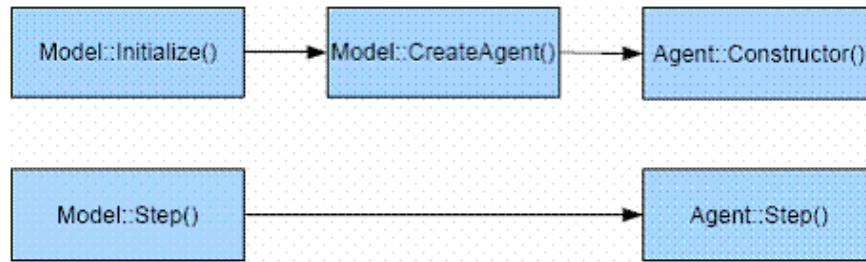 Model::Initialize()
Model::CreateAgent()
Agent::Constructor()
Model::Step()
Agent::Step()